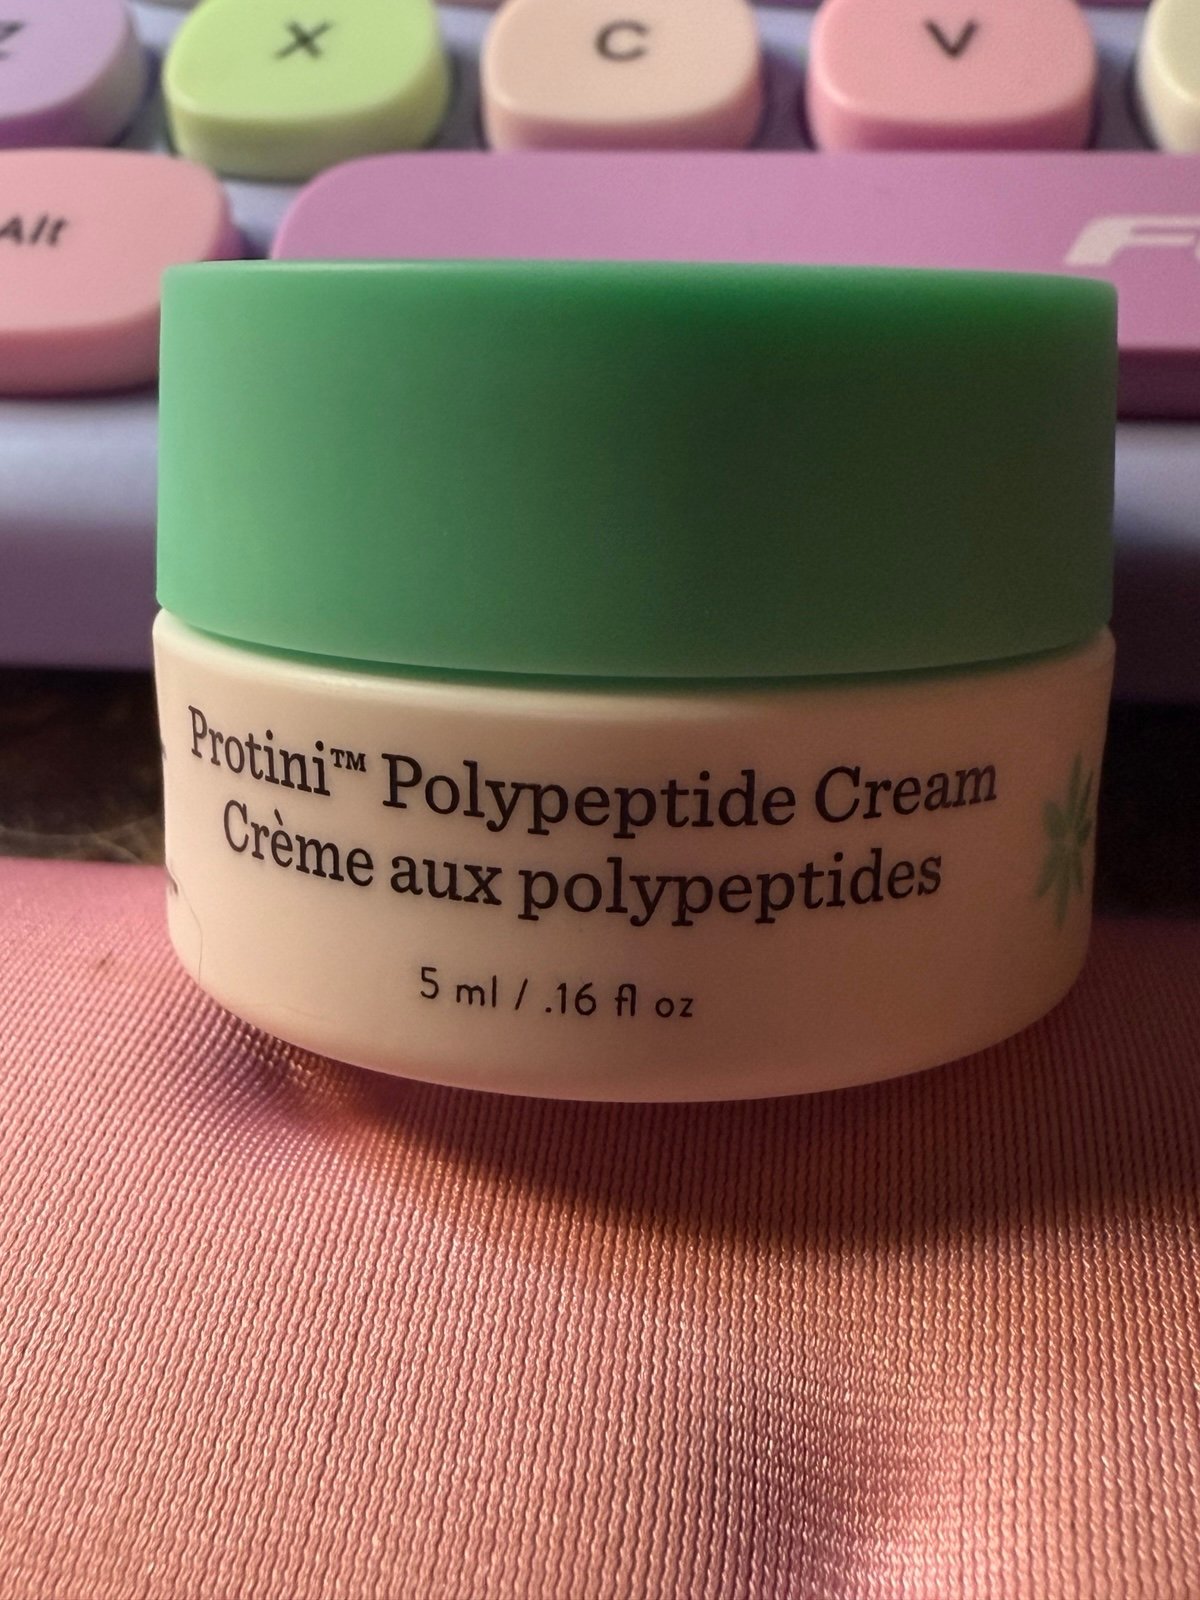 Z X C V
Alt
Protini™ Polypeptide Cream
Crème aux polypeptides
5 ml / .16 fl oz